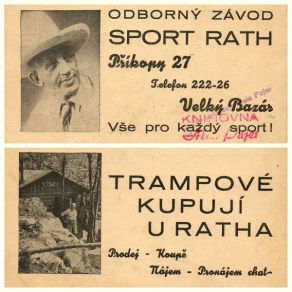 ODBORNÝ ZÁVOD
SPORT RATH
Příkopy 27
Telefon 222-26
Velký Bazár
KNIHOVNA
Vše pro každý sport!
TRAMPOVÉ
KUPUJÍ
U RATHA
Prodej - Koupě
Nájem - Pronájem chat